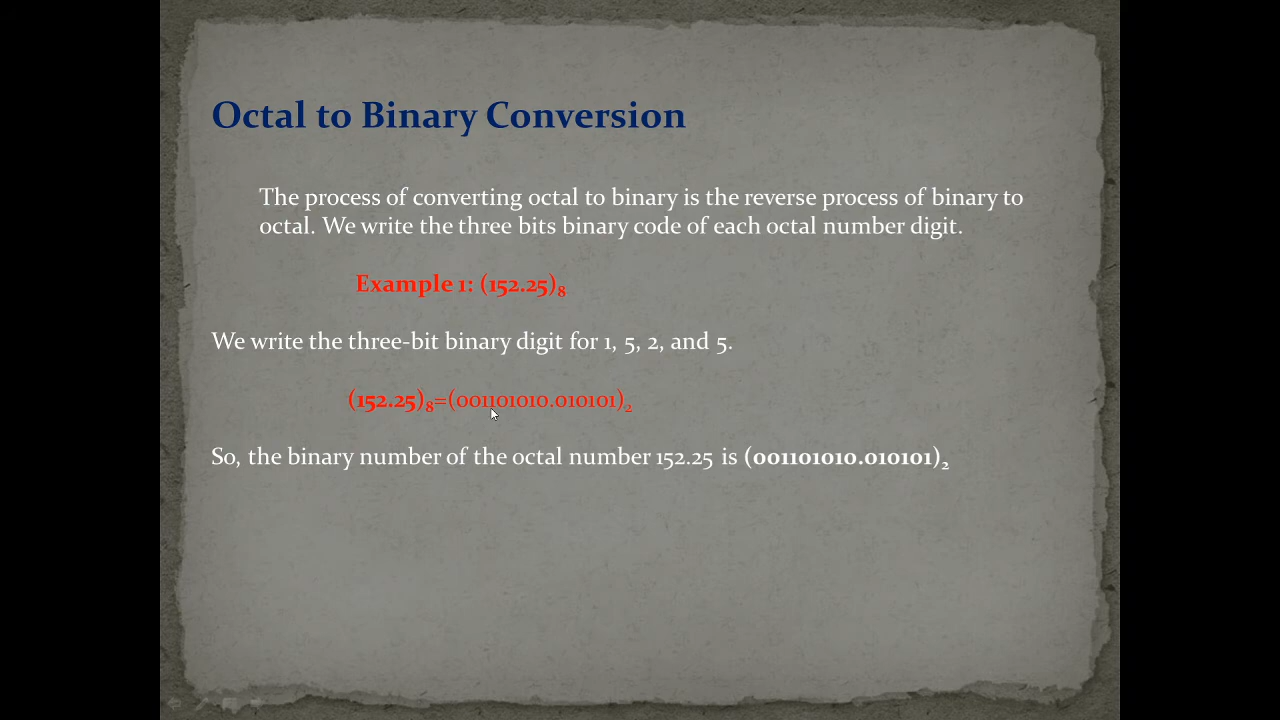 Octal to Binary Conversion
The process of converting octal to binary is the reverse process of binary to
octal. We write the three bits binary code of each octal number digit.
Example 1: (152.25)₈
We write the three-bit binary digit for 1, 5, 2, and 5.
(152.25)₈=(001101010.010101)₂
So, the binary number of the octal number 152.25 is (001101010.010101)₂